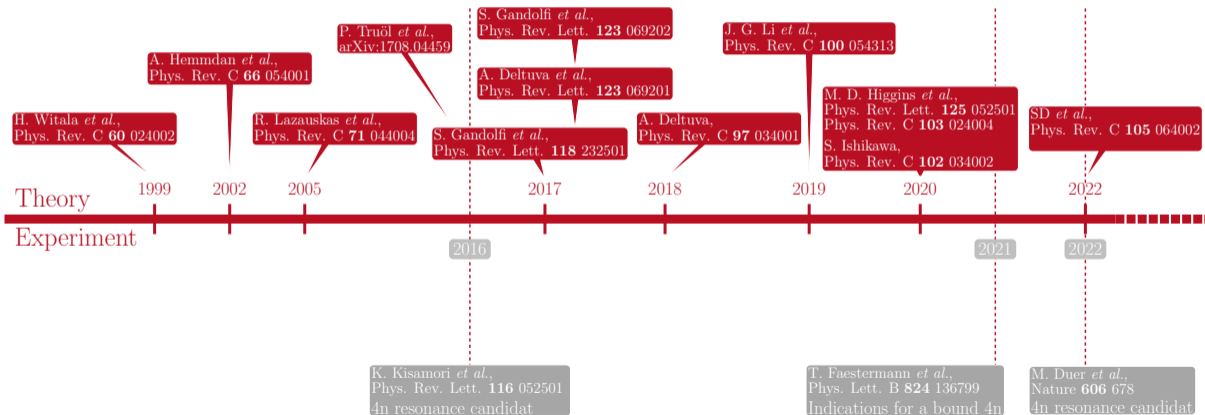 S. Gandolfi et al.,
Phys. Rev. Lett. 123 069202
P. Truöl et al.,
arXiv:1708.04459
J. G. Li et al.,
Phys. Rev. C 100 054313
A. Hemmdan et al.,
Phys. Rev. C 66 054001
A. Deltuva et al.,
Phys. Rev. Lett. 123 069201
M. D. Higgins et al.,
Phys. Rev. Lett. 125 052501
Phys. Rev. C 103 024004
S. Ishikawa,
Phys. Rev. C 102 034002
H. Witala et al.,
Phys. Rev. C 60 024002
R. Lazauskas et al.,
Phys. Rev. C 71 044004
S. Gandolfi et al.,
Phys. Rev. Lett. 118 232501
A. Deltuva,
Phys. Rev. C 97 034001
SD et al.,
Phys. Rev. C 105 064002
Theory
1999 2002 2005 2017 2018 2019 2020 2022
Experiment
2016 2021 2022
K. Kisamori et al.,
Phys. Rev. Lett. 116 052501
4n resonance candidat
T. Faestermann et al.,
Phys. Lett. B 824 136799
Indications for a bound 4n
M. Duer et al.,
Nature 606 678
4n resonance candidat